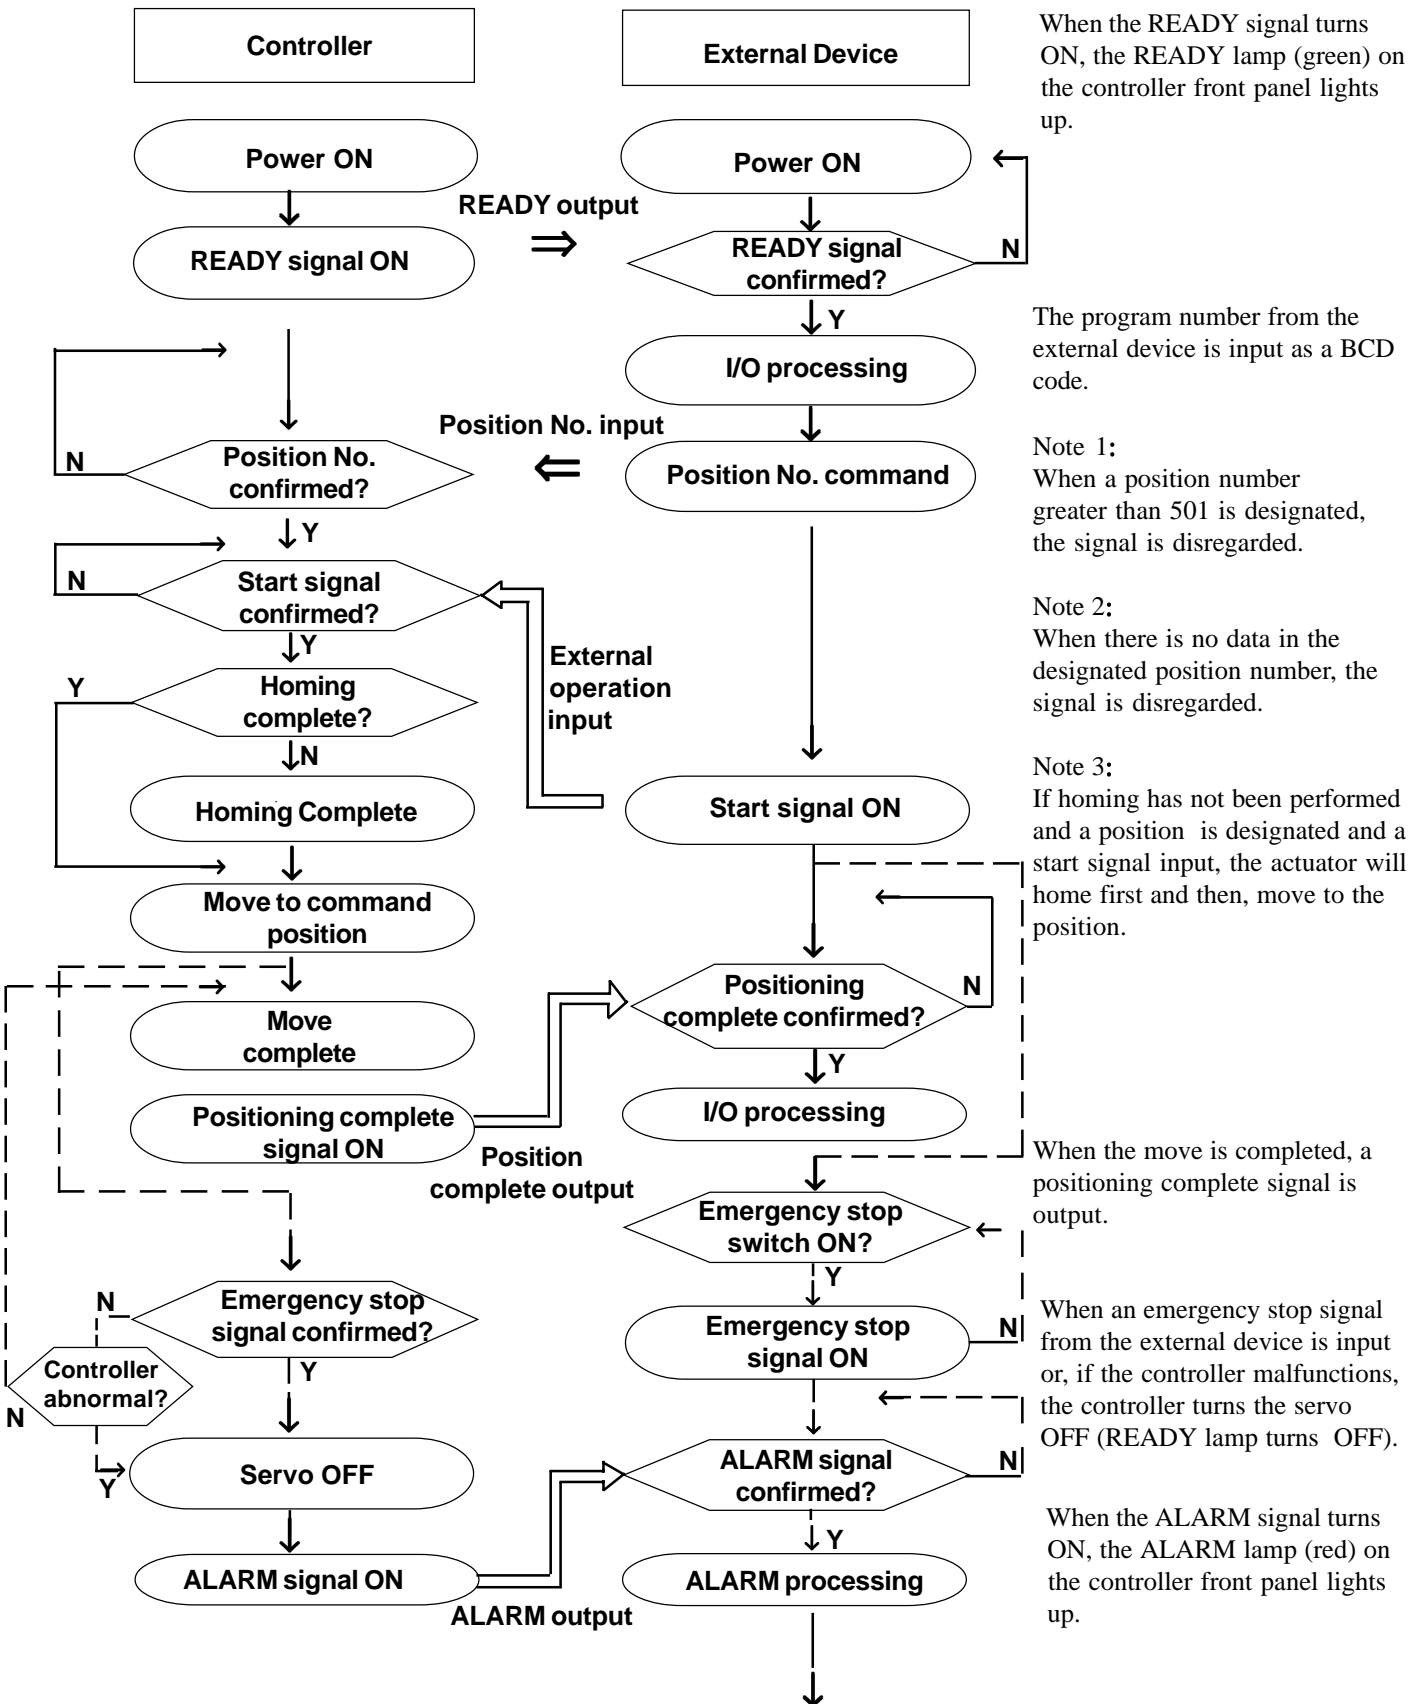 Controller
External Device
When the READY signal turns
ON, the READY lamp (green) on
the controller front panel lights
up.
Power ON
Power ON
READY output
READY signal ON
READY signal
confirmed?
N
Y
The program number from the
external device is input as a BCD
code.
I/O processing
Position No. input
Position No.
confirmed?
N
Position No. command
Note 1:
When a position number
greater than 501 is designated,
the signal is disregarded.
Y
Start signal
confirmed?
N
Y
Note 2:
When there is no data in the
designated position number, the
signal is disregarded.
External
operation
input
Y
Homing
complete?
N
Note 3:
If homing has not been performed
and a position is designated and a
start signal input, the actuator will
home first and then, move to the
position.
Homing Complete
Start signal ON
Move to command
position
Positioning
complete confirmed?
N
Move
complete
Y
Positioning complete
signal ON
I/O processing
Position
complete output
When the move is completed, a
positioning complete signal is
output.
Emergency stop
switch ON?
Y
N
Emergency stop
signal confirmed?
Emergency stop
signal ON
N
When an emergency stop signal
from the external device is input
or, if the controller malfunctions,
the controller turns the servo
OFF (READY lamp turns OFF).
Controller
abnormal?
Y
N
Y
Servo OFF
ALARM signal
confirmed?
N
When the ALARM signal turns
ON, the ALARM lamp (red) on
the controller front panel lights
up.
Y
ALARM signal ON
ALARM processing
ALARM output